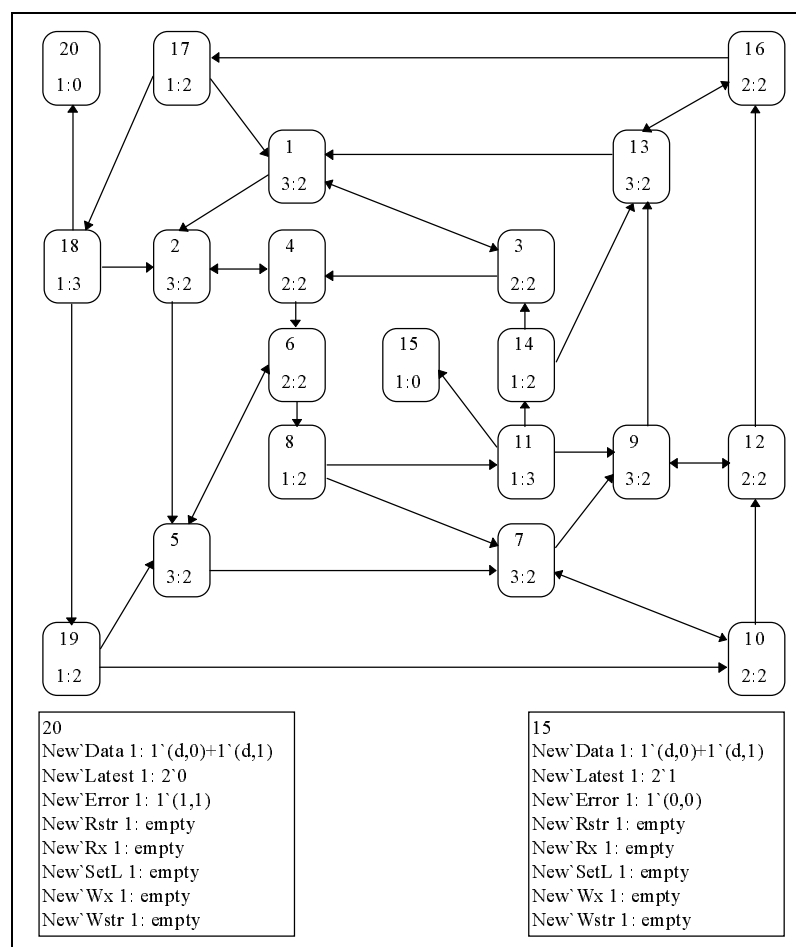 20
1:0
17
1:2
16
2:2
1
3:2
13
3:2
18
1:3
2
3:2
4
2:2
3
2:2
6
2:2
15
1:0
14
1:2
8
1:2
11
1:3
9
3:2
12
2:2
5
3:2
7
3:2
19
1:2
10
2:2
20
New`Data 1: 1`(d,0)+1`(d,1)
New`Latest 1: 2`0
New`Error 1: 1`(1,1)
New`Rstr 1: empty
New`Rx 1: empty
New`SetL 1: empty
New`Wx 1: empty
New`Wstr 1: empty
15
New`Data 1: 1`(d,0)+1`(d,1)
New`Latest 1: 2`1
New`Error 1: 1`(0,0)
New`Rstr 1: empty
New`Rx 1: empty
New`SetL 1: empty
New`Wx 1: empty
New`Wstr 1: empty